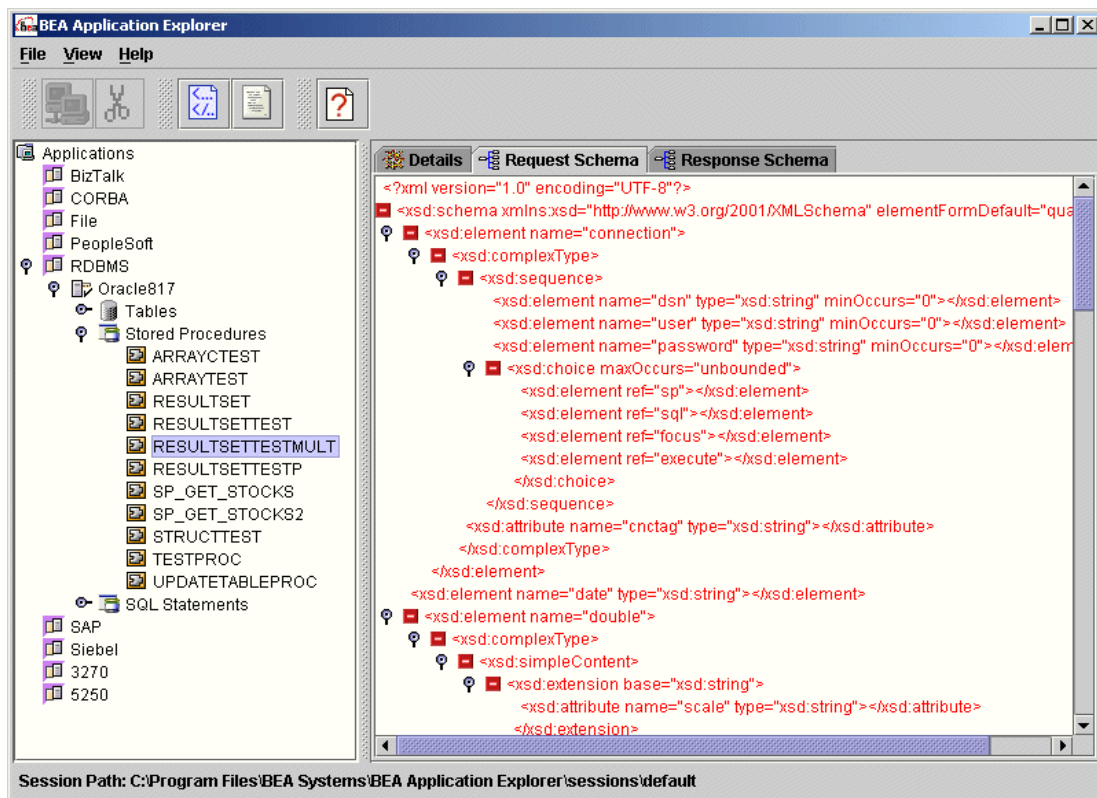 BEA Application Explorer
File View Help
Applications
BizTalk
CORBA
File
PeopleSoft
RDBMS
Oracle817
Tables
Stored Procedures
ARRAYCTEST
ARRAYTEST
RESULTSET
RESULTSETTEST
RESULTSETTESTMULT
RESULTSETTESTP
SP_GET_STOCKS
SP_GET_STOCKS2
STRUCTTEST
TESTPROC
UPDATETABLEPROC
SQL Statements
SAP
Siebel
3270
5250
Details Request Schema Response Schema
<?xml version="1.0" encoding="UTF-8"?>
<xsd:schema xmlns:xsd="http://www.w3.org/2001/XMLSchema" elementFormDefault="qua
<xsd:element name="connection">
<xsd:complexType>
<xsd:sequence>
<xsd:element name="dsn" type="xsd:string" minOccurs="0"></xsd:element>
<xsd:element name="user" type="xsd:string" minOccurs="0"></xsd:element>
<xsd:element name="password" type="xsd:string" minOccurs="0"></xsd:elem
<xsd:choice maxOccurs="unbounded">
<xsd:element ref="sp"></xsd:element>
<xsd:element ref="sql"></xsd:element>
<xsd:element ref="focus"></xsd:element>
<xsd:element ref="execute"></xsd:element>
</xsd:choice>
</xsd:sequence>
<xsd:attribute name="cnctag" type="xsd:string"></xsd:attribute>
</xsd:complexType>
</xsd:element>
<xsd:element name="date" type="xsd:string"></xsd:element>
<xsd:element name="double">
<xsd:complexType>
<xsd:simpleContent>
<xsd:extension base="xsd:string">
<xsd:attribute name="scale" type="xsd:string"></xsd:attribute>
</xsd:extension>
Session Path: C:\Program Files\BEA Systems\BEA Application Explorer\sessions\default